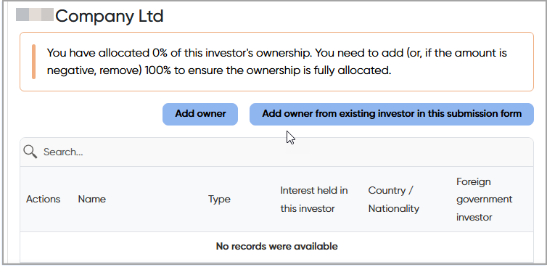 Company Ltd
You have allocated 0% of this investor's ownership. You need to add (or, if the amount is
negative, remove) 100% to ensure the ownership is fully allocated.
Add owner
Add owner from existing investor in this submission form
Search...
Actions
Name
Type
Interest held in
this investor
Country /
Nationality
Foreign
government
investor
No records were available